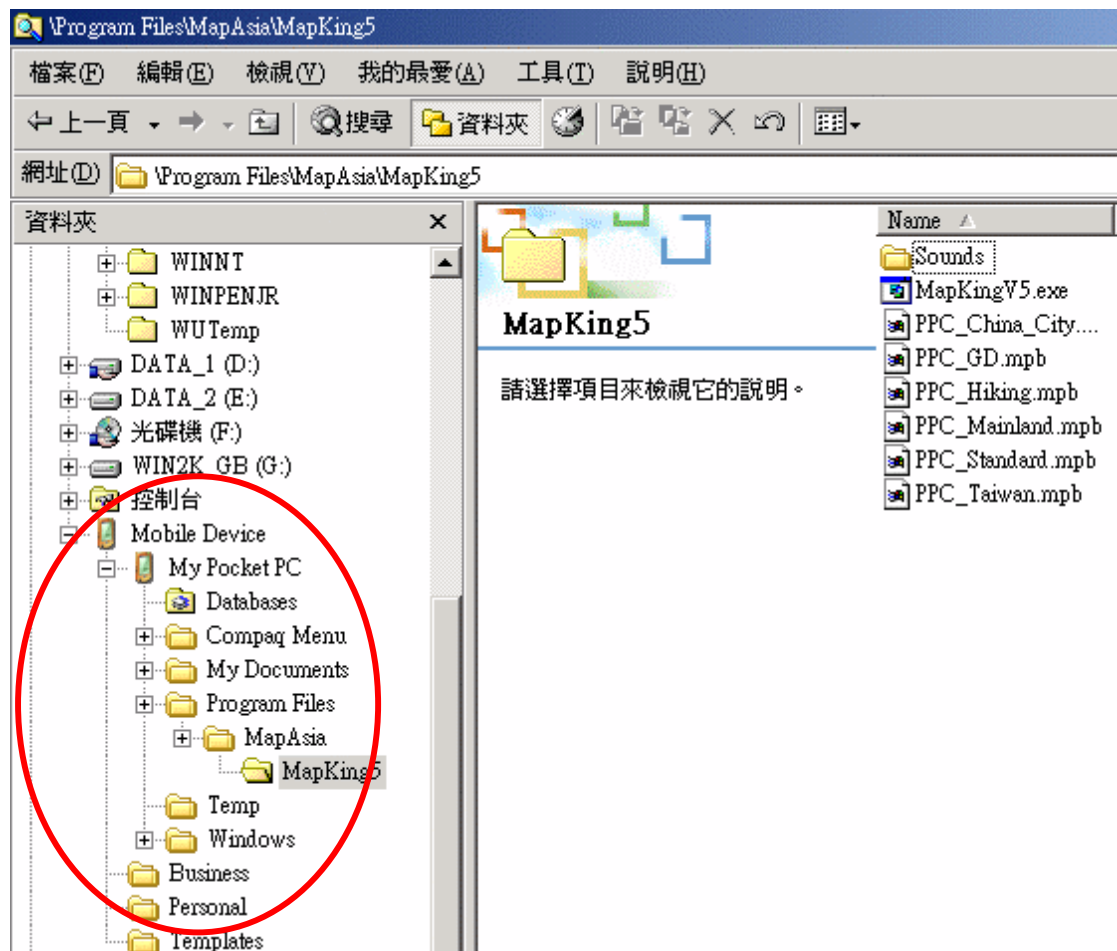 \Program Files\MapAsia\MapKing5
檔案(F) 編輯(E) 檢視(V) 我的最愛(A) 工具(T) 說明(H)
上一頁 搜尋 資料夾
網址(D) \Program Files\MapAsia\MapKing5
資料夾
WINNT
WINPENJR
WUTemp
DATA_1 (D:)
DATA_2 (E:)
光碟機 (F:)
WIN2K_GB (G:)
控制台
Mobile Device
My Pocket PC
Databases
Compaq Menu
My Documents
Program Files
MapAsia
MapKing5
Temp
Windows
Business
Personal
Templates
MapKing5
請選擇項目來檢視它的說明。
Name
Sounds
MapKingV5.exe
PPC_China_City....
PPC_GD.mpb
PPC_Hiking.mpb
PPC_Mainland.mpb
PPC_Standard.mpb
PPC_Taiwan.mpb